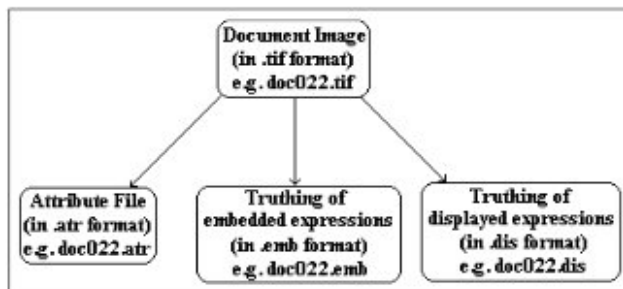 Document Image
(in .tif format)
e.g. doc022.tif
Attribute File
(in .atr format)
e.g. doc022.atr
Truthing of
embedded expressions
(in .emb format)
e.g. doc022.emb
Truthing of
displayed expressions
(in .dis format)
e.g. doc022.dis